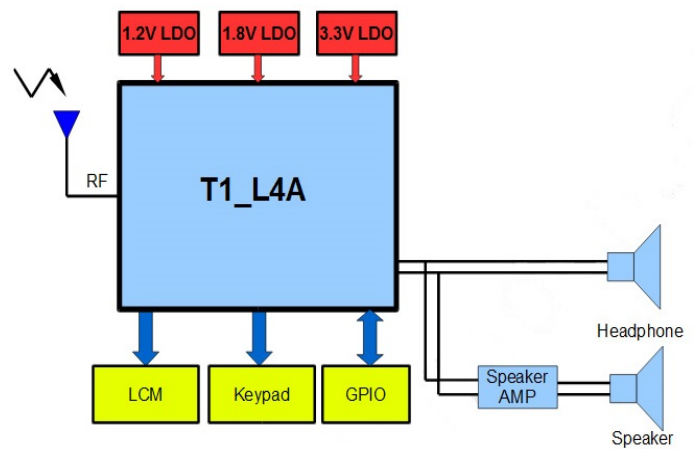 1.2V LDO
1.8V LDO
3.3V LDO
RF
T1_L4A
Headphone
LCM
Keypad
GPIO
Speaker
AMP
Speaker